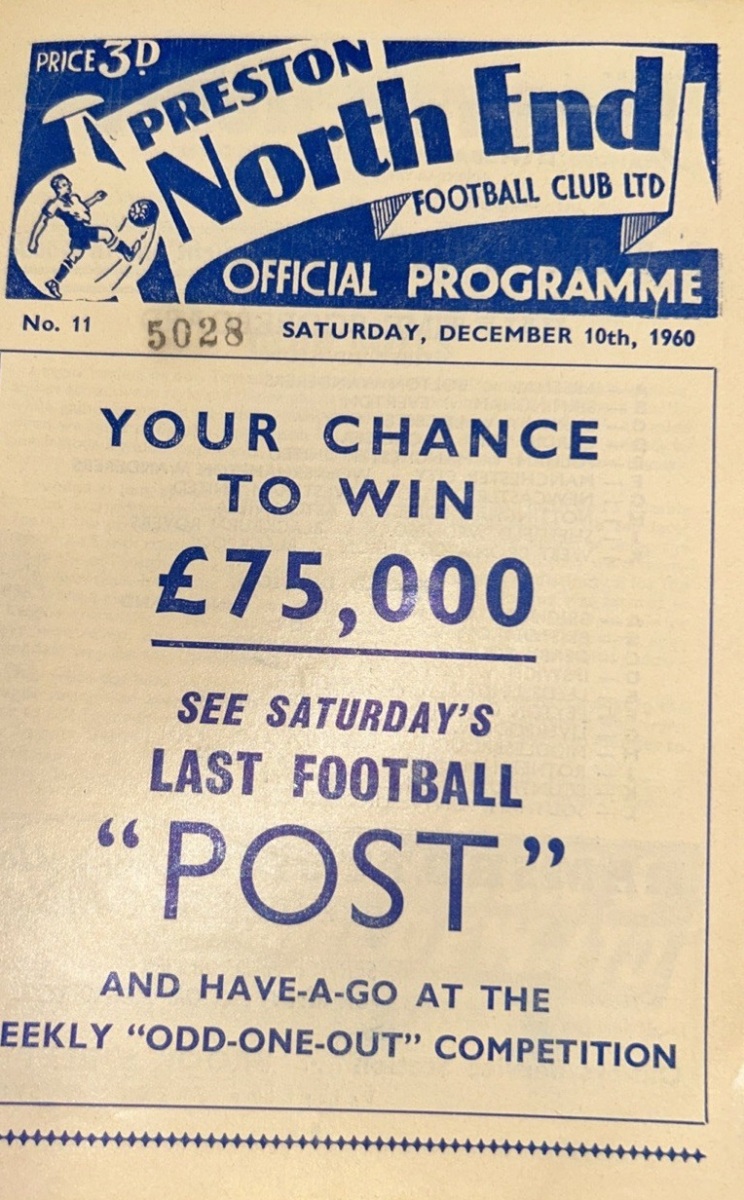 PRICE 3D
PRESTON
North End
FOOTBALL CLUB LTD
OFFICIAL PROGRAMME
No. 11 5028 SATURDAY, DECEMBER 10th, 1960
YOUR CHANCE
TO WIN
£75,000
SEE SATURDAY'S
LAST FOOTBALL
"POST"
AND HAVE-A-GO AT THE
EEKLY "ODD-ONE-OUT" COMPETITION